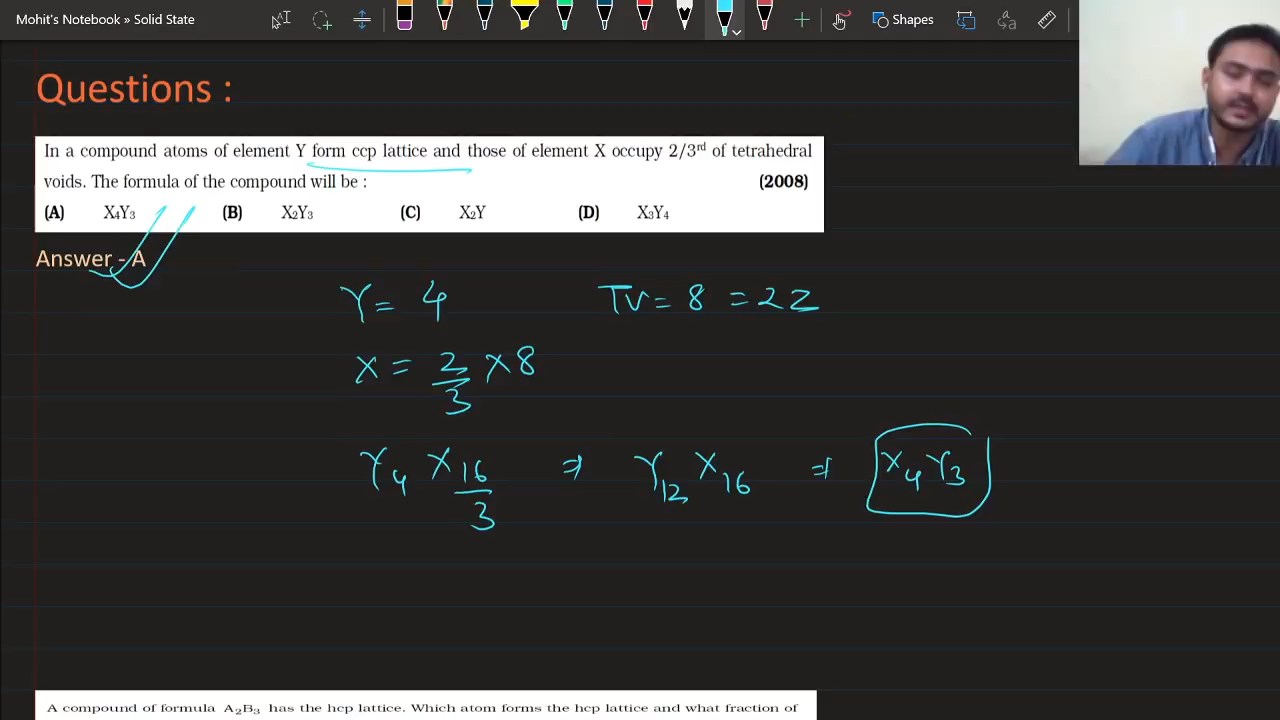 Mohit's Notebook » Solid State
Shapes
Questions :
In a compound atoms of element Y form ccp lattice and those of element X occupy 2/3rd of tetrahedral
voids. The formula of the compound will be : (2008)
(A) X4Y3 (B) X2Y3 (C) X2Y (D) X3Y4
Answer - A
Y = 4 TV = 8 = 2Z
X = 2/3 × 8
Y4 X16/3 ⇒ Y12 X16 ⇒ X4 Y3
A compound of formula A2B3 has the hcp lattice. Which atom forms the hcp lattice and what fraction of